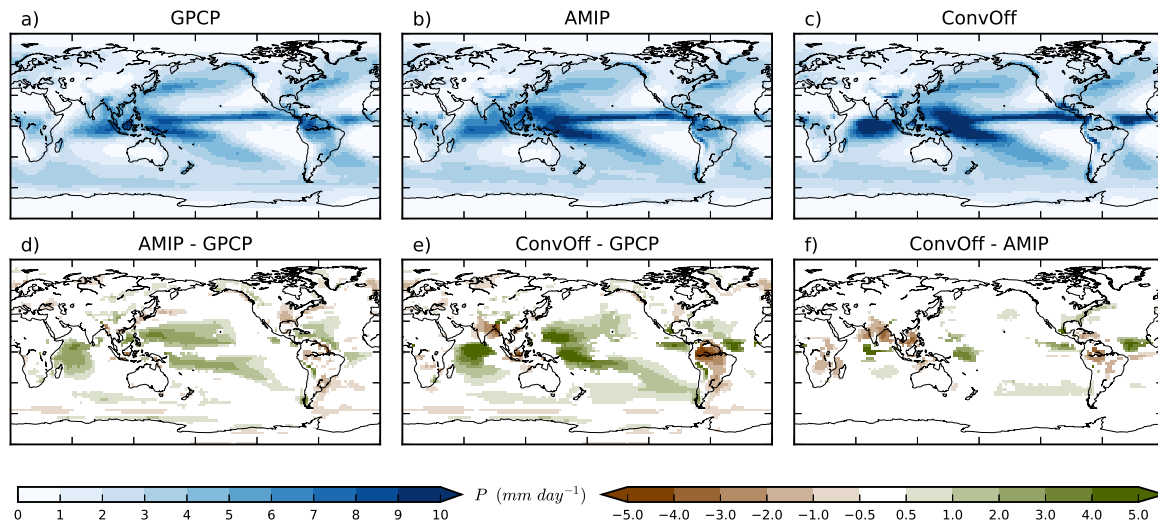 a) GPCP
b) AMIP
c) ConvOff
d) AMIP - GPCP
e) ConvOff - GPCP
f) ConvOff - AMIP
0 1 2 3 4 5 6 7 8 9 10
P (mm day⁻¹)
−5.0 −4.0 −3.0 −2.0 −1.0 −0.5 0.5 1.0 2.0 3.0 4.0 5.0